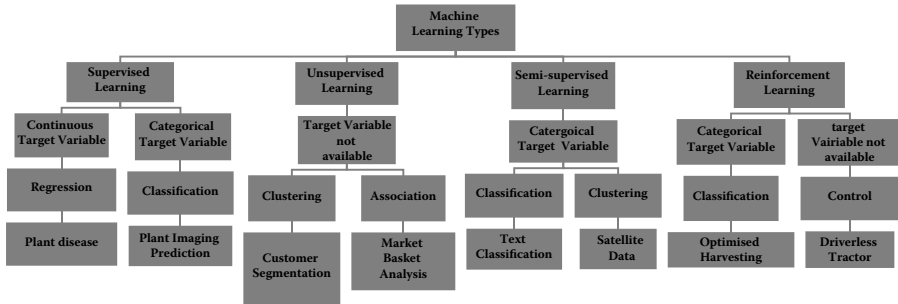 Machine
Learning Types
Supervised
Learning
Unsupervised
Learning
Semi-supervised
Learning
Reinforcement
Learning
Continuous
Target Variable
Categorical
Target Variable
Target Variable
not
available
Catergoical
Target Variable
Categorical
Target Variable
target
Vairiable not
available
Regression
Classification
Clustering
Association
Classification
Clustering
Classification
Control
Plant disease
Plant Imaging
Prediction
Customer
Segmentation
Market
Basket
Analysis
Text
Classification
Satellite
Data
Optimised
Harvesting
Driverless
Tractor